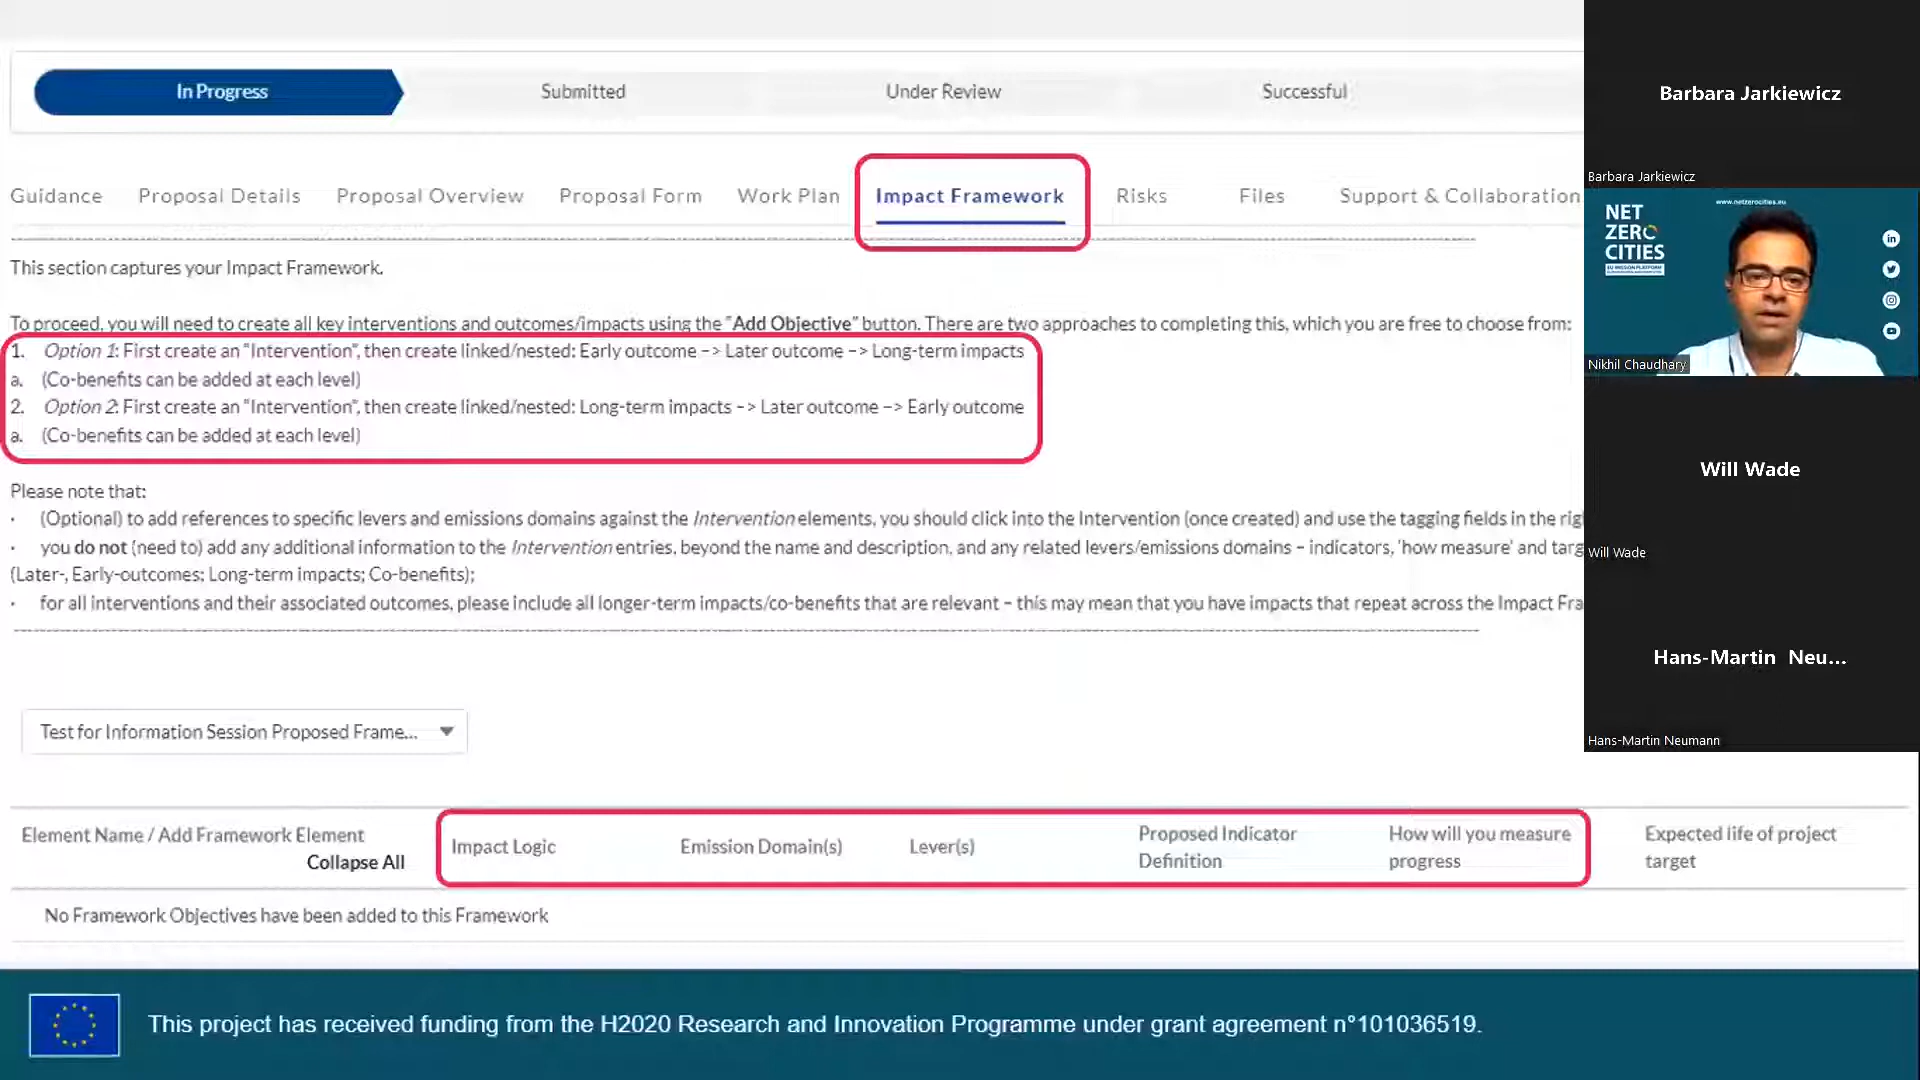 In Progress
Submitted
Under Review
Successful
Guidance
Proposal Details
Proposal Overview
Proposal Form
Work Plan
Impact Framework
Risks
Files
Support & Collaboration
This section captures your Impact Framework.
To proceed, you will need to create all key interventions and outcomes/impacts using the "Add Objective" button. There are two approaches to completing this, which you are free to choose from:
1. Option 1: First create an "Intervention", then create linked/nested: Early outcome –> Later outcome –> Long-term impacts
a. (Co-benefits can be added at each level)
2. Option 2: First create an "Intervention", then create linked/nested: Long-term impacts –> Later outcome –> Early outcome
a. (Co-benefits can be added at each level)
Please note that:
· (Optional) to add references to specific levers and emissions domains against the Intervention elements, you should click into the Intervention (once created) and use the tagging fields in the rig
· you do not (need to) add any additional information to the Intervention entries, beyond the name and description, and any related levers/emissions domains – indicators, 'how measure' and targ
(Later-, Early-outcomes; Long-term impacts; Co-benefits);
· for all interventions and their associated outcomes, please include all longer-term impacts/co-benefits that are relevant – this may mean that you have impacts that repeat across the Impact Fra
Test for Information Session Proposed Frame...
Element Name / Add Framework Element
Collapse All
Impact Logic
Emission Domain(s)
Lever(s)
Proposed Indicator
Definition
How will you measure
progress
Expected life of project
target
No Framework Objectives have been added to this Framework
This project has received funding from the H2020 Research and Innovation Programme under grant agreement n°101036519.
Barbara Jarkiewicz
Barbara Jarkiewicz
www.netzerocities.eu
NET
ZERO
CITIES
EU MISSION PLATFORM
Nikhil Chaudhary
Will Wade
Will Wade
Hans-Martin Neu...
Hans-Martin Neumann